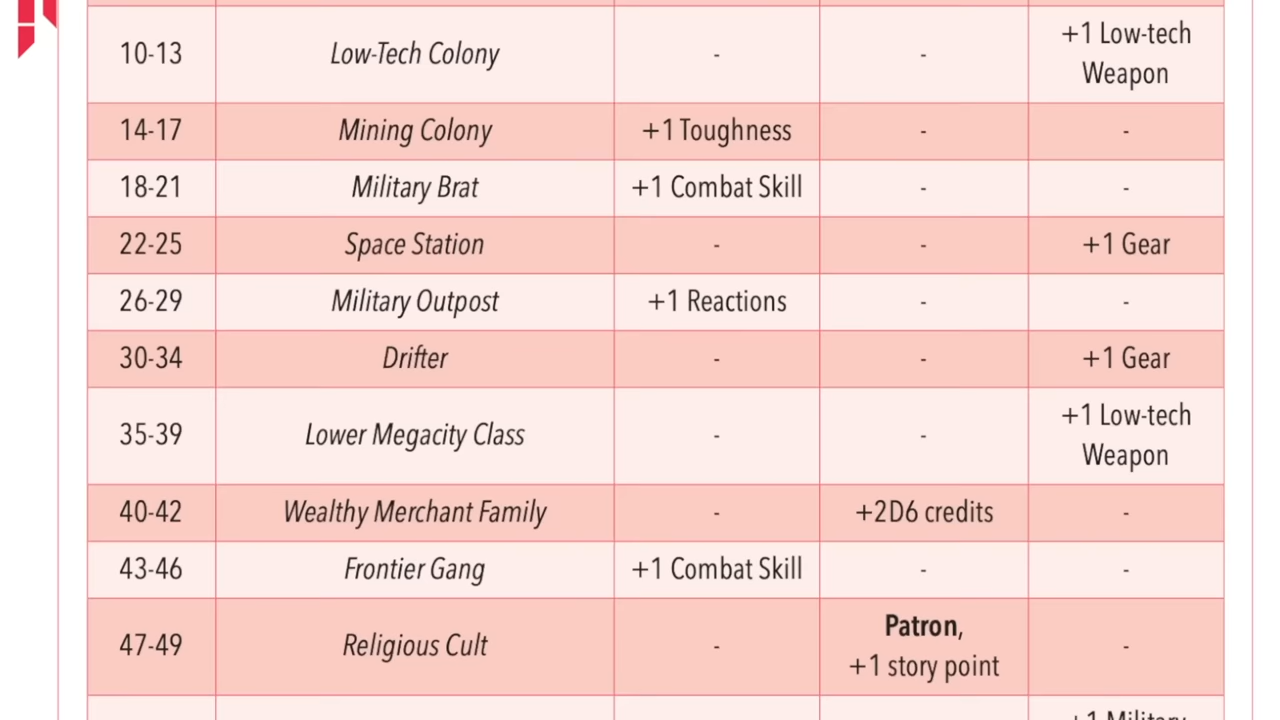 10-13 Low-Tech Colony - - +1 Low-tech
Weapon
14-17 Mining Colony +1 Toughness - -
18-21 Military Brat +1 Combat Skill - -
22-25 Space Station - - +1 Gear
26-29 Military Outpost +1 Reactions - -
30-34 Drifter - - +1 Gear
35-39 Lower Megacity Class - - +1 Low-tech
Weapon
40-42 Wealthy Merchant Family - +2D6 credits -
43-46 Frontier Gang +1 Combat Skill - -
47-49 Religious Cult - Patron,
+1 story point -
+1 Military